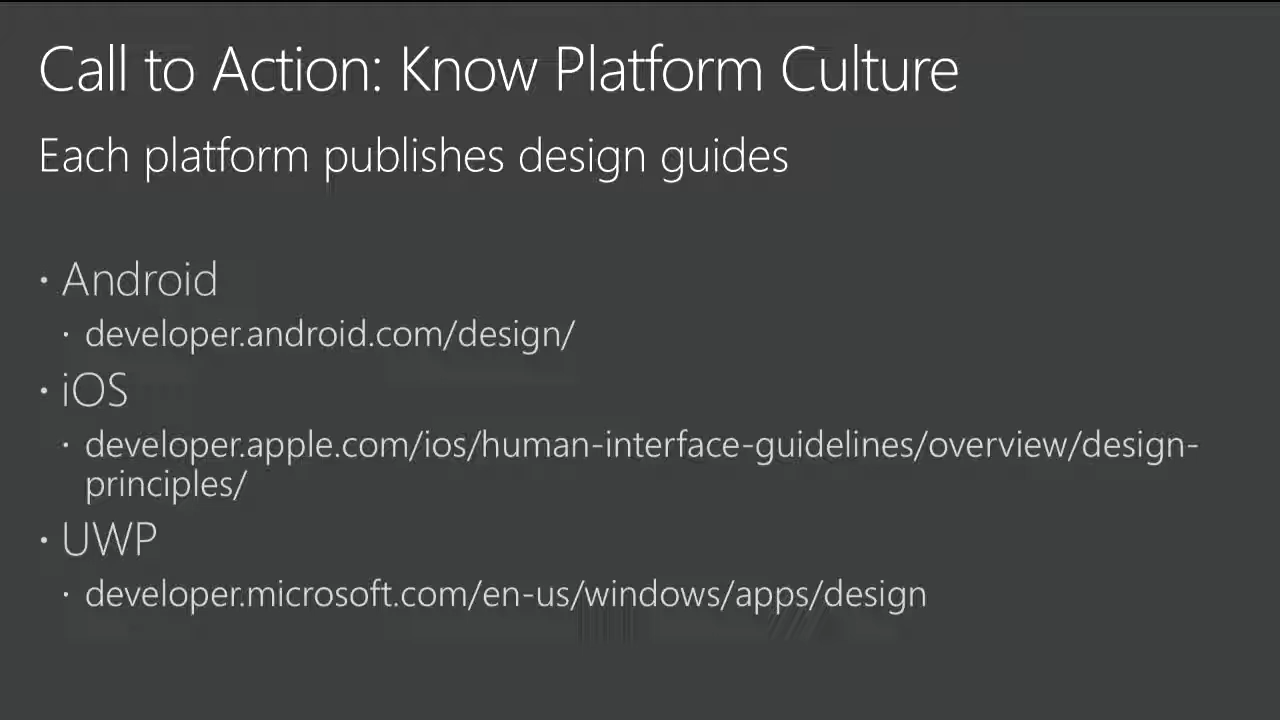 Call to Action: Know Platform Culture
Each platform publishes design guides
· Android
· developer.android.com/design/
· iOS
· developer.apple.com/ios/human-interface-guidelines/overview/design-
principles/
· UWP
· developer.microsoft.com/en-us/windows/apps/design